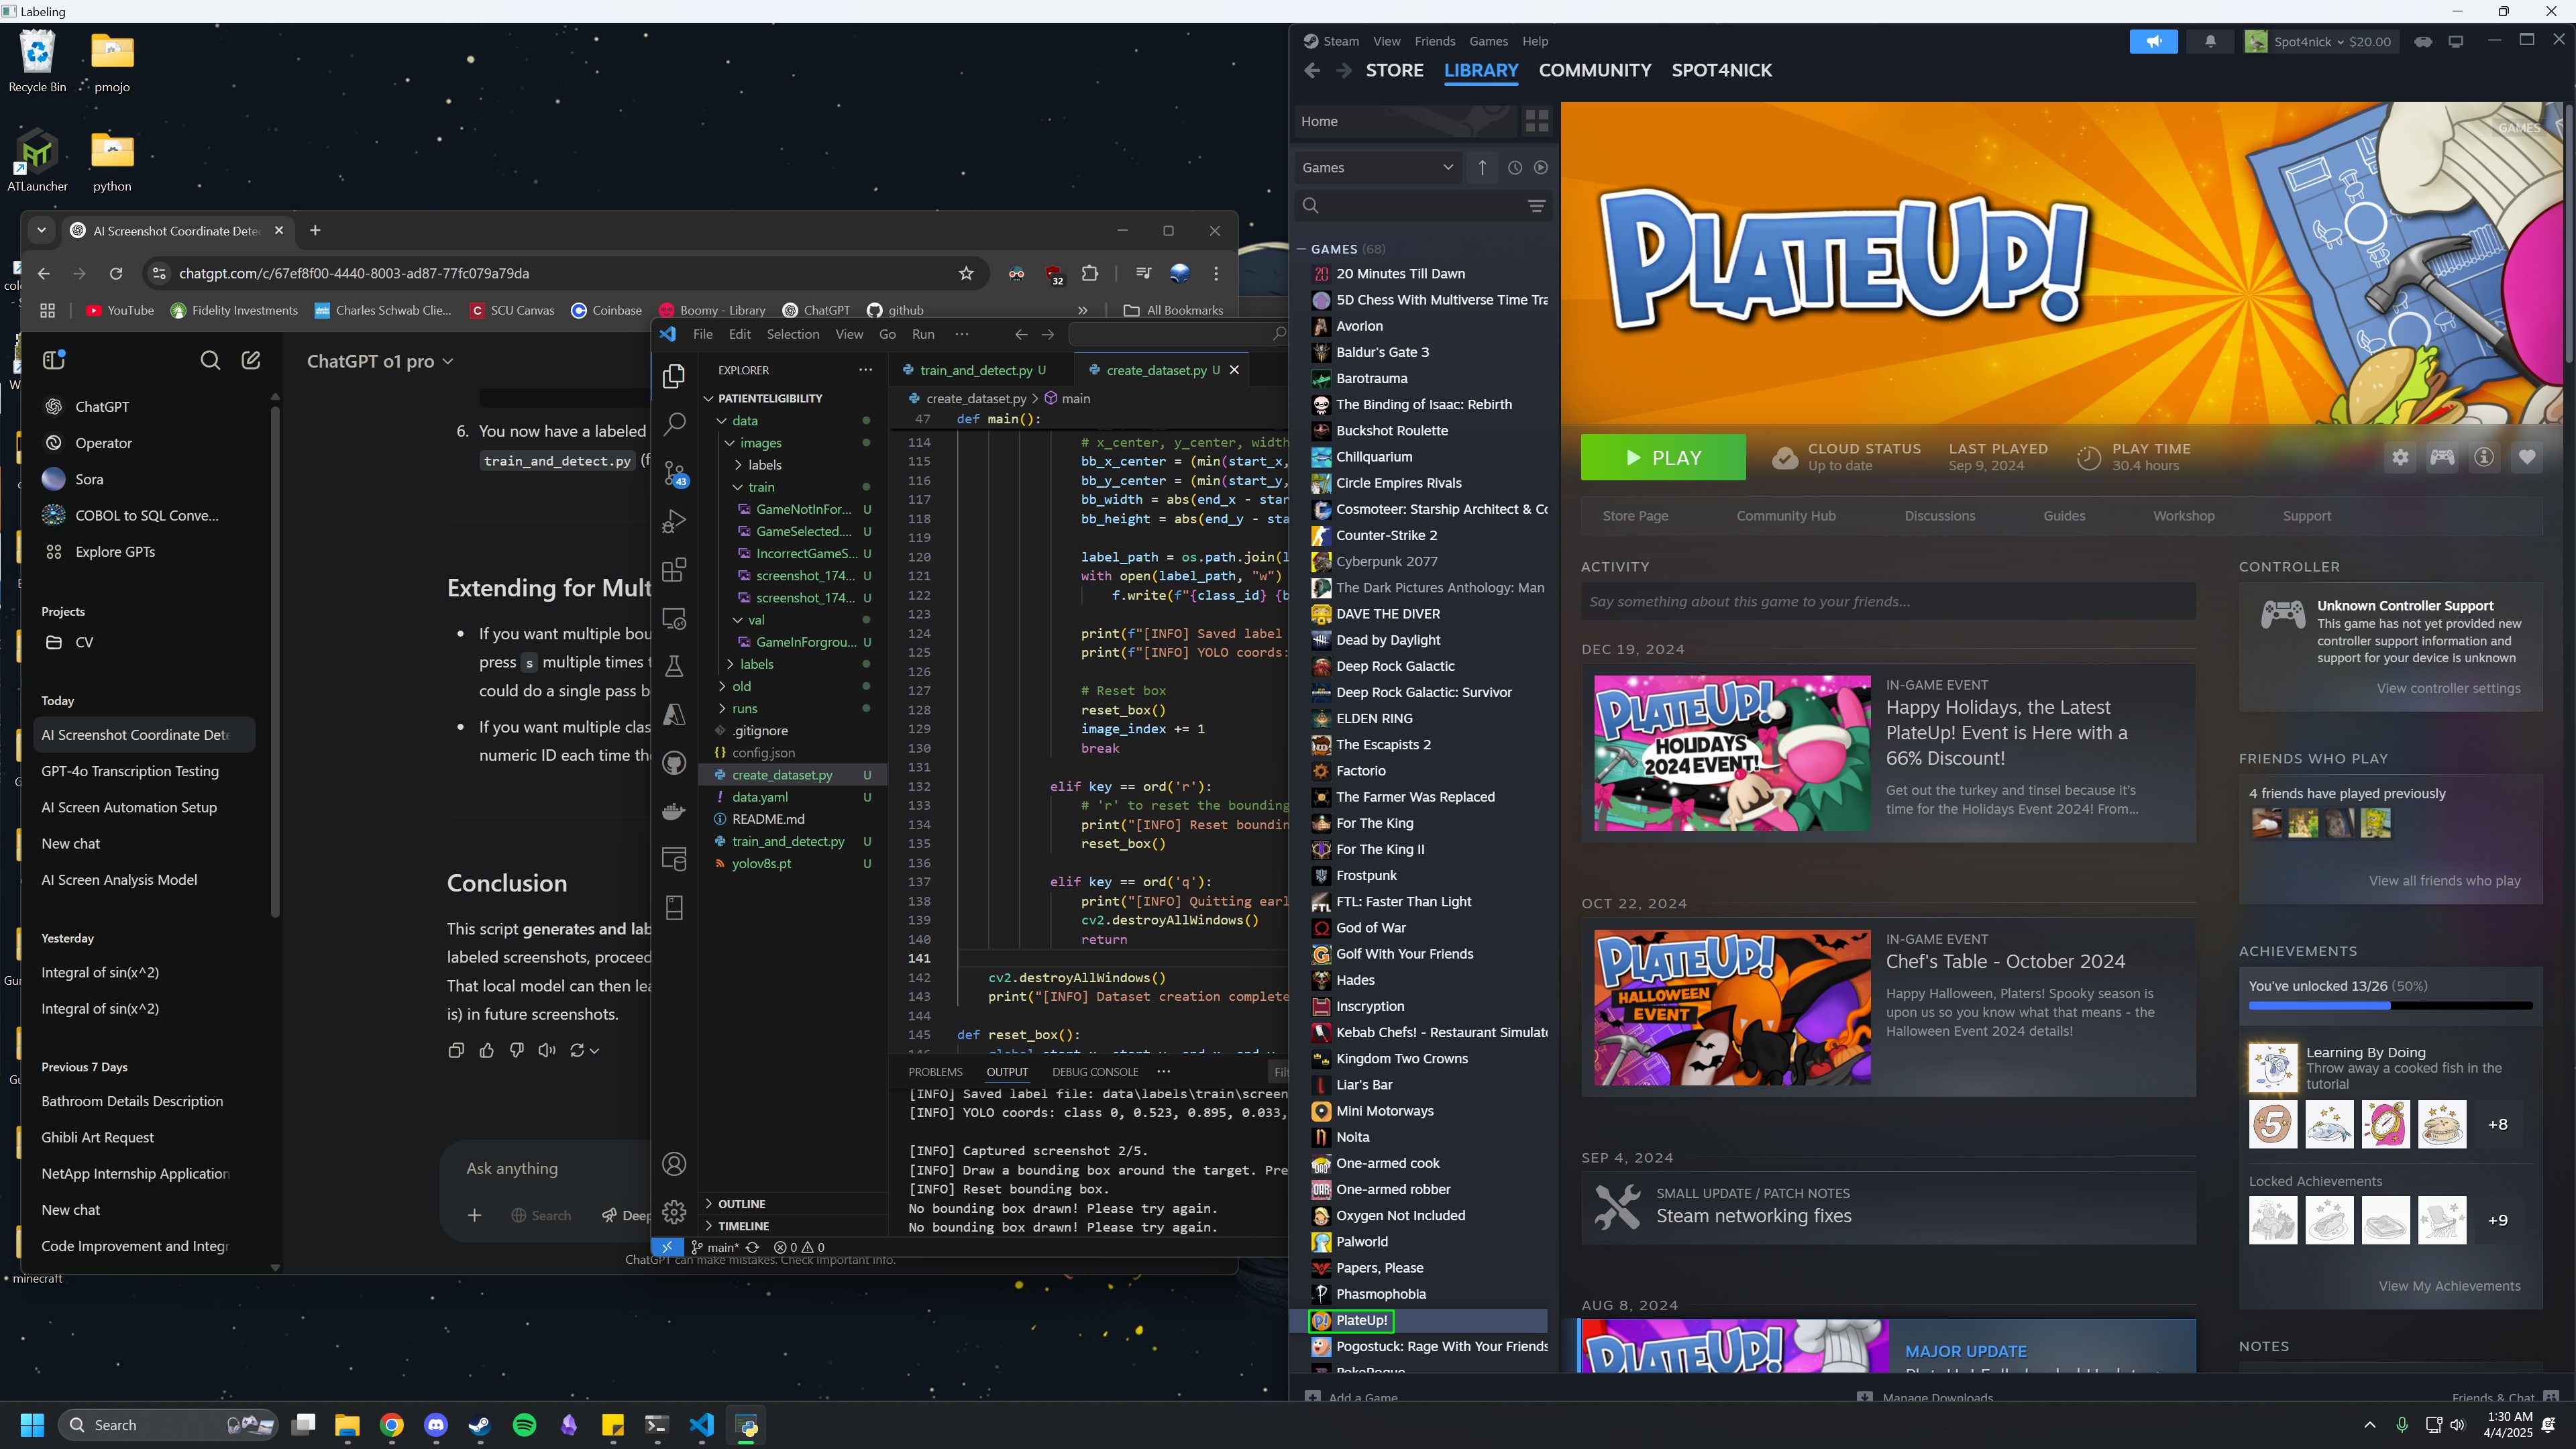 Labeling
Recycle Bin
pmojo
ATLauncher
python
AI Screenshot Coordinate Dete
chatgpt.com/c/67ef8f00-4440-8003-ad87-77fc079a79da
32
YouTube
Fidelity Investments
Charles Schwab Clie...
SCU Canvas
Coinbase
Boomy - Library
ChatGPT
github
All Bookmarks
ChatGPT o1 pro
ChatGPT
Operator
Sora
COBOL to SQL Conve...
Explore GPTs
Projects
CV
Today
AI Screenshot Coordinate Dete
GPT-4o Transcription Testing
AI Screen Automation Setup
New chat
AI Screen Analysis Model
Yesterday
Integral of sin(x^2)
Integral of sin(x^2)
Previous 7 Days
Bathroom Details Description
Ghibli Art Request
NetApp Internship Application
New chat
Code Improvement and Integr
minecraft
6. You now have a labeled
train_and_detect.py (f
Extending for Mult
If you want multiple bou
press s multiple times t
could do a single pass b
If you want multiple clas
numeric ID each time the
Conclusion
This script generates and lab
labeled screenshots, proceed
That local model can then lea
is) in future screenshots.
Ask anything
Search
Deep
ChatGPT can make mistakes. Check important info.
File Edit Selection View Go Run ...
EXPLORER
PATIENTELIGIBILITY
data
images
labels
train
GameNotInFor... U
GameSelected.... U
IncorrectGameS... U
screenshot_174... U
screenshot_174... U
val
GameInForgrou... U
labels
old
runs
.gitignore
config.json
create_dataset.py U
data.yaml U
README.md
train_and_detect.py U
yolov8s.pt U
OUTLINE
TIMELINE
43
main* 0 0
train_and_detect.py U
create_dataset.py U
create_dataset.py > main
47 def main():
114 # x_center, y_center, width
115 bb_x_center = (min(start_x,
116 bb_y_center = (min(start_y,
117 bb_width = abs(end_x - star
118 bb_height = abs(end_y - sta
119
120 label_path = os.path.join(l
121 with open(label_path, "w")
122 f.write(f"{class_id} {b
123
124 print(f"[INFO] Saved label
125 print(f"[INFO] YOLO coords:
126
127 # Reset box
128 reset_box()
129 image_index += 1
130 break
131
132 elif key == ord('r'):
133 # 'r' to reset the bounding
134 print("[INFO] Reset boundin
135 reset_box()
136
137 elif key == ord('q'):
138 print("[INFO] Quitting earl
139 cv2.destroyAllWindows()
140 return
141
142 cv2.destroyAllWindows()
143 print("[INFO] Dataset creation complete
144
145 def reset_box():
PROBLEMS OUTPUT DEBUG CONSOLE ... Filt
[INFO] Saved label file: data\labels\train\screen
[INFO] YOLO coords: class 0, 0.523, 0.895, 0.033,
[INFO] Captured screenshot 2/5.
[INFO] Draw a bounding box around the target. Pre
[INFO] Reset bounding box.
No bounding box drawn! Please try again.
No bounding box drawn! Please try again.
Steam View Friends Games Help
Spot4nick $20.00
STORE LIBRARY COMMUNITY SPOT4NICK
Home
Games
GAMES (68)
20 Minutes Till Dawn
5D Chess With Multiverse Time Tra
Avorion
Baldur's Gate 3
Barotrauma
The Binding of Isaac: Rebirth
Buckshot Roulette
Chillquarium
Circle Empires Rivals
Cosmoteer: Starship Architect & Co
Counter-Strike 2
Cyberpunk 2077
The Dark Pictures Anthology: Man
DAVE THE DIVER
Dead by Daylight
Deep Rock Galactic
Deep Rock Galactic: Survivor
ELDEN RING
The Escapists 2
Factorio
The Farmer Was Replaced
For The King
For The King II
Frostpunk
FTL: Faster Than Light
God of War
Golf With Your Friends
Hades
Inscryption
Kebab Chefs! - Restaurant Simulato
Kingdom Two Crowns
Liar's Bar
Mini Motorways
Noita
One-armed cook
One-armed robber
Oxygen Not Included
Palworld
Papers, Please
Phasmophobia
PlateUp!
Pogostuck: Rage With Your Friends
PokeRogue
Add a Game
GAMES
PLATEUP!
PLAY
CLOUD STATUS
Up to date
LAST PLAYED
Sep 9, 2024
PLAY TIME
30.4 hours
Store Page Community Hub Discussions Guides Workshop Support
ACTIVITY
Say something about this game to your friends...
DEC 19, 2024
PLATEUP!
HOLIDAYS
2024 EVENT!
IN-GAME EVENT
Happy Holidays, the Latest
PlateUp! Event is Here with a
66% Discount!
Get out the turkey and tinsel because it's
time for the Holidays Event 2024! From...
OCT 22, 2024
PLATEUP!
HALLOWEEN
EVENT
IN-GAME EVENT
Chef's Table - October 2024
Happy Halloween, Platers! Spooky season is
upon us so you know what that means - the
Halloween Event 2024 details!
SEP 4, 2024
SMALL UPDATE / PATCH NOTES
Steam networking fixes
AUG 8, 2024
PLATEUP!
MAJOR UPDATE
CONTROLLER
Unknown Controller Support
This game has not yet provided new
controller support information and
support for your device is unknown
View controller settings
FRIENDS WHO PLAY
4 friends have played previously
View all friends who play
ACHIEVEMENTS
You've unlocked 13/26 (50%)
Learning By Doing
Throw away a cooked fish in the
tutorial
5
+8
Locked Achievements
+9
View My Achievements
NOTES
Manage Downloads
Friends & Chat
Search
1:30 AM
4/4/2025